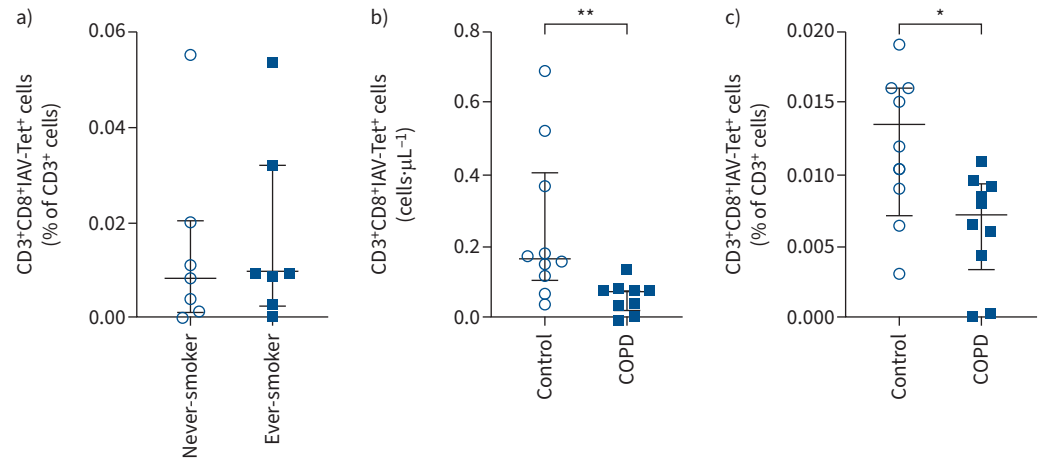 a)
CD3⁺CD8⁺IAV-Tet⁺ cells
(% of CD3⁺ cells)
0.06
0.04
0.02
0.00
Never-smoker
Ever-smoker
b)
CD3⁺CD8⁺IAV-Tet⁺ cells
(cells·µL⁻¹)
0.8
0.6
0.4
0.2
0.0
**
Control
COPD
c)
CD3⁺CD8⁺IAV-Tet⁺ cells
(% of CD3⁺ cells)
0.020
0.015
0.010
0.005
0.000
*
Control
COPD